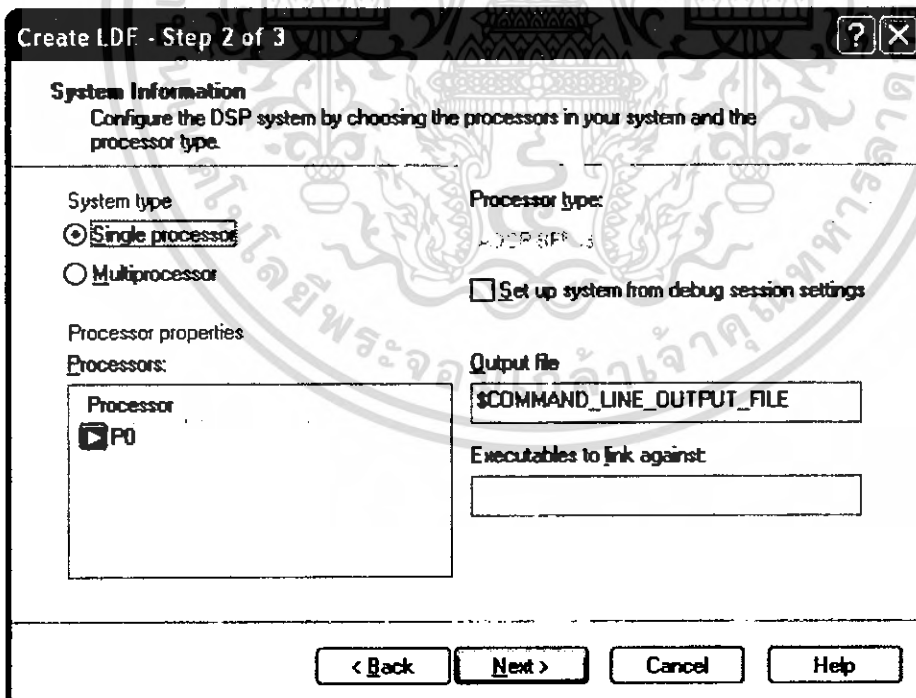 Create LDF - Step 2 of 3
System Information
Configure the DSP system by choosing the processors in your system and the
processor type.
System type
Single processor
Multiprocessor
Processor type:
Set up system from debug session settings
Processor properties
Processors:
Processor
P0
Output file
$COMMAND_LINE_OUTPUT_FILE
Executables to link against:
< Back
Next >
Cancel
Help